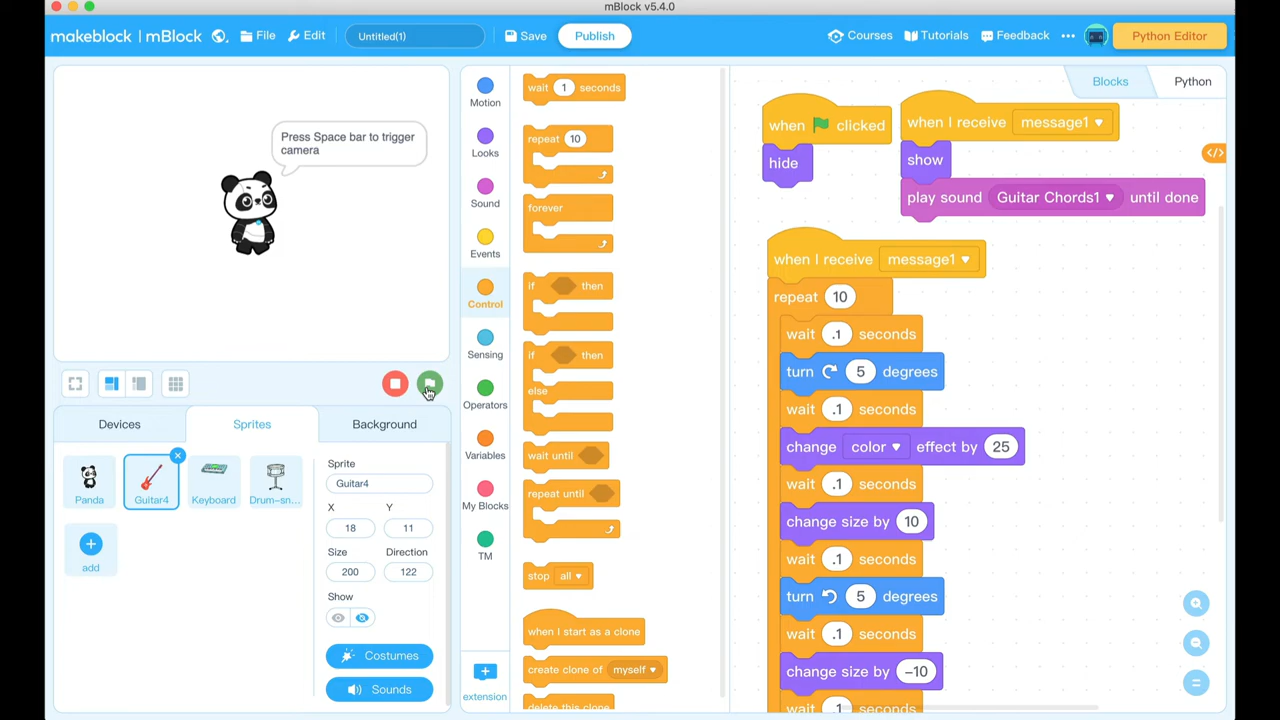 mBlock v5.4.0
makeblock | mBlock
File
Edit
Untitled(1)
Save
Publish
Courses
Tutorials
Feedback
Python Editor
Press Space bar to trigger
camera
Motion
Looks
Sound
Events
Control
Sensing
Operators
Variables
My Blocks
TM
extension
wait 1 seconds
repeat 10
forever
if then
if then
else
wait until
repeat until
stop all
when I start as a clone
create clone of myself
delete this clone
Blocks
Python
when clicked
hide
when I receive message1
show
play sound Guitar Chords1 until done
when I receive message1
repeat 10
wait .1 seconds
turn 5 degrees
wait .1 seconds
change color effect by 25
wait .1 seconds
change size by 10
wait .1 seconds
turn 5 degrees
wait .1 seconds
change size by -10
wait .1 seconds
Devices
Sprites
Background
Panda
Guitar4
Keyboard
Drum-sn...
add
Sprite
Guitar4
X
Y
18
11
Size
Direction
200
122
Show
Costumes
Sounds